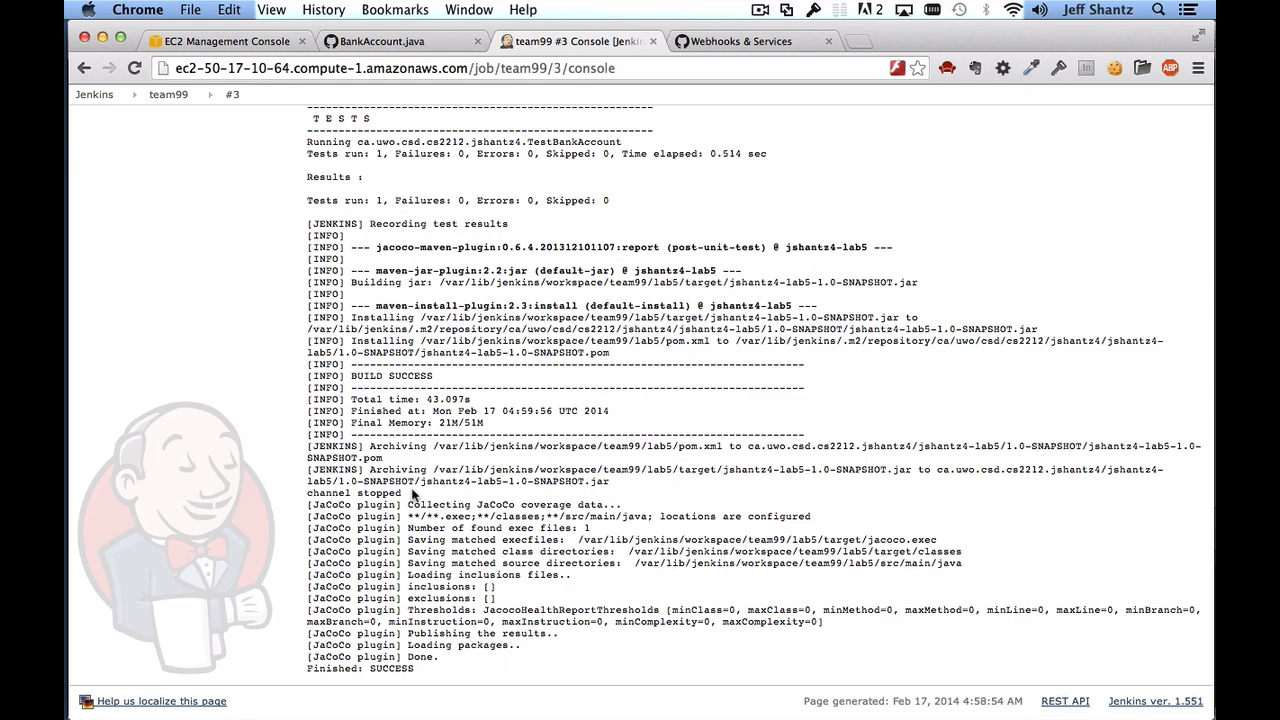 Chrome File Edit View History Bookmarks Window Help 2 Jeff Shantz
EC2 Management Console BankAccount.java team99 #3 Console [Jenki Webhooks & Services
ec2-50-17-10-64.compute-1.amazonaws.com/job/team99/3/console ABP
Jenkins team99 #3
-------------------------------------------------------
T E S T S
-------------------------------------------------------
Running ca.uwo.csd.cs2212.jshantz4.TestBankAccount
Tests run: 1, Failures: 0, Errors: 0, Skipped: 0, Time elapsed: 0.514 sec
Results :
Tests run: 1, Failures: 0, Errors: 0, Skipped: 0
[JENKINS] Recording test results
[INFO]
[INFO] --- jacoco-maven-plugin:0.6.4.201312101107:report (post-unit-test) @ jshantz4-lab5 ---
[INFO]
[INFO] --- maven-jar-plugin:2.2:jar (default-jar) @ jshantz4-lab5 ---
[INFO] Building jar: /var/lib/jenkins/workspace/team99/lab5/target/jshantz4-lab5-1.0-SNAPSHOT.jar
[INFO]
[INFO] --- maven-install-plugin:2.3:install (default-install) @ jshantz4-lab5 ---
[INFO] Installing /var/lib/jenkins/workspace/team99/lab5/target/jshantz4-lab5-1.0-SNAPSHOT.jar to
/var/lib/jenkins/.m2/repository/ca/uwo/csd/cs2212/jshantz4/jshantz4-lab5/1.0-SNAPSHOT/jshantz4-lab5-1.0-SNAPSHOT.jar
[INFO] Installing /var/lib/jenkins/workspace/team99/lab5/pom.xml to /var/lib/jenkins/.m2/repository/ca/uwo/csd/cs2212/jshantz4/jshantz4-
lab5/1.0-SNAPSHOT/jshantz4-lab5-1.0-SNAPSHOT.pom
[INFO] ------------------------------------------------------------------------
[INFO] BUILD SUCCESS
[INFO] ------------------------------------------------------------------------
[INFO] Total time: 43.097s
[INFO] Finished at: Mon Feb 17 04:59:56 UTC 2014
[INFO] Final Memory: 21M/51M
[INFO] ------------------------------------------------------------------------
[JENKINS] Archiving /var/lib/jenkins/workspace/team99/lab5/pom.xml to ca.uwo.csd.cs2212.jshantz4/jshantz4-lab5/1.0-SNAPSHOT/jshantz4-lab5-1.0-
SNAPSHOT.pom
[JENKINS] Archiving /var/lib/jenkins/workspace/team99/lab5/target/jshantz4-lab5-1.0-SNAPSHOT.jar to ca.uwo.csd.cs2212.jshantz4/jshantz4-
lab5/1.0-SNAPSHOT/jshantz4-lab5-1.0-SNAPSHOT.jar
channel stopped
[JaCoCo plugin] Collecting JaCoCo coverage data...
[JaCoCo plugin] **/**.exec;**/classes;**/src/main/java; locations are configured
[JaCoCo plugin] Number of found exec files: 1
[JaCoCo plugin] Saving matched execfiles: /var/lib/jenkins/workspace/team99/lab5/target/jacoco.exec
[JaCoCo plugin] Saving matched class directories: /var/lib/jenkins/workspace/team99/lab5/target/classes
[JaCoCo plugin] Saving matched source directories: /var/lib/jenkins/workspace/team99/lab5/src/main/java
[JaCoCo plugin] Loading inclusions files..
[JaCoCo plugin] inclusions: []
[JaCoCo plugin] exclusions: []
[JaCoCo plugin] Thresholds: JacocoHealthReportThresholds [minClass=0, maxClass=0, minMethod=0, maxMethod=0, minLine=0, maxLine=0, minBranch=0,
maxBranch=0, minInstruction=0, maxInstruction=0, minComplexity=0, maxComplexity=0]
[JaCoCo plugin] Publishing the results..
[JaCoCo plugin] Loading packages..
[JaCoCo plugin] Done.
Finished: SUCCESS
Help us localize this page Page generated: Feb 17, 2014 4:58:54 AM REST API Jenkins ver. 1.551